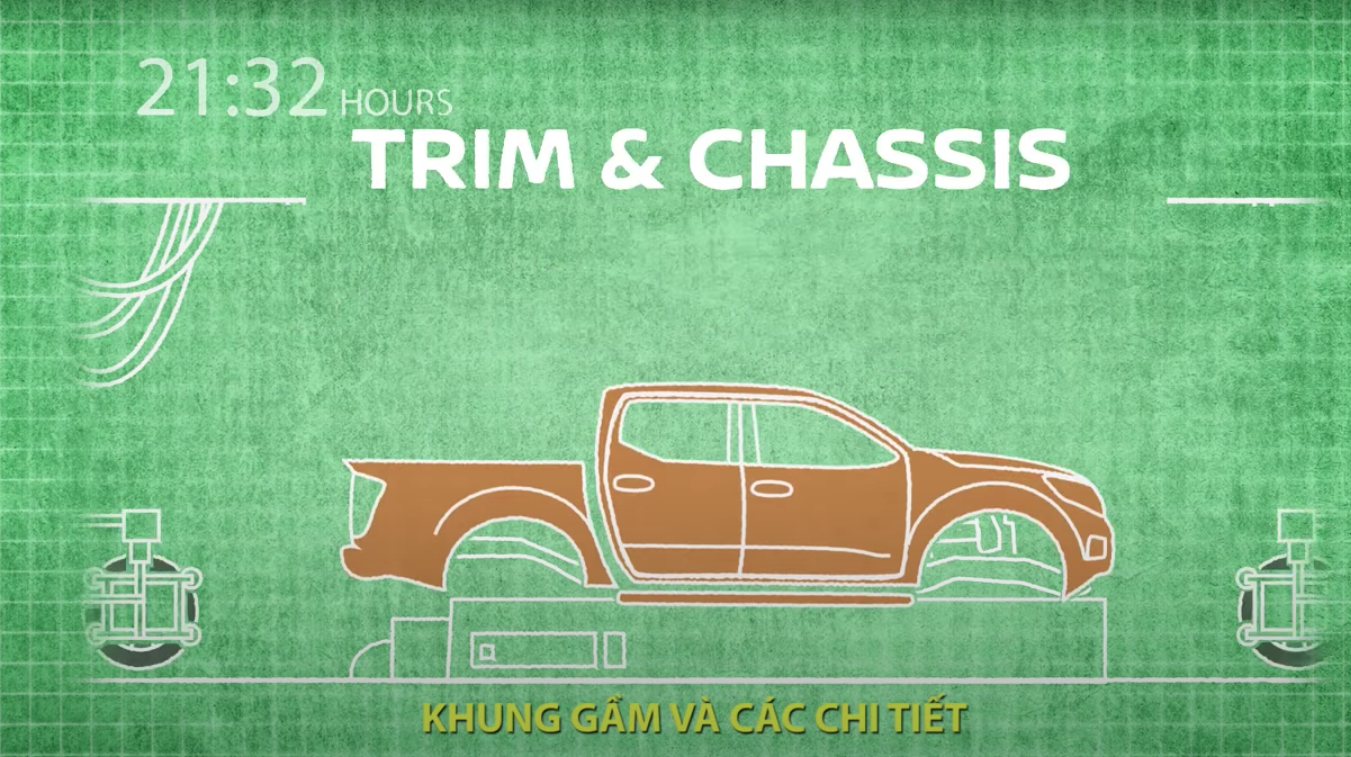 21:32 HOURS
TRIM & CHASSIS
KHUNG GẦM VÀ CÁC CHI TIẾT